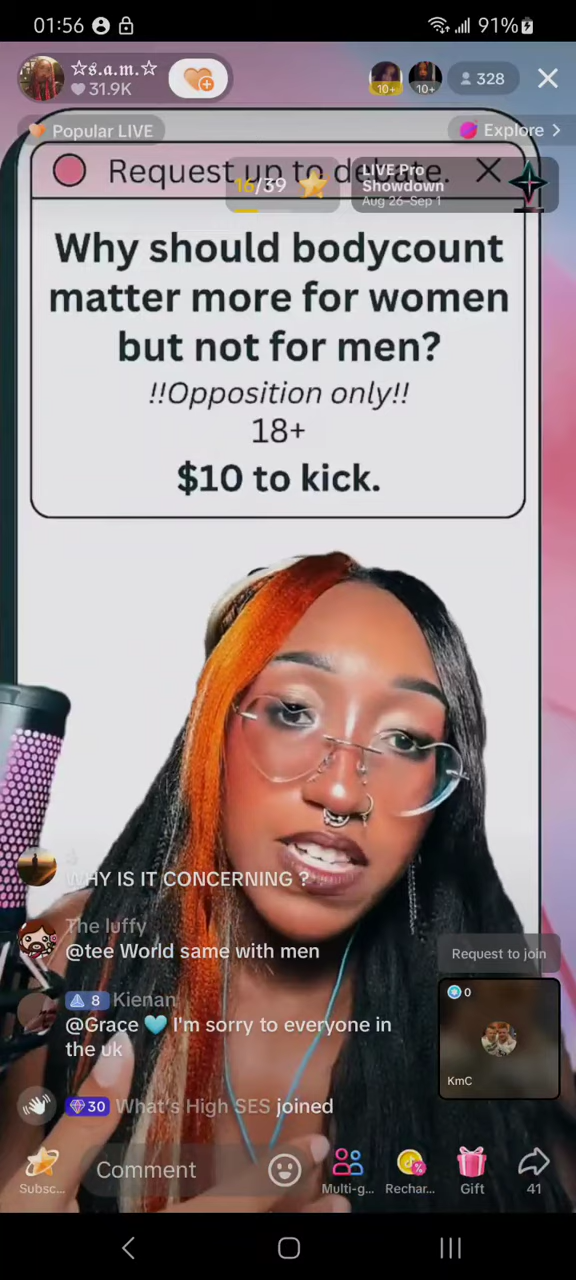 01:56
91%
☆𝖘.𝖆.𝖒.☆
31.9K
10+
10+
328
Popular LIVE
Explore
Request up to debate.
16/39
LIVE Pro
Showdown
Aug 26–Sep 1
Why should bodycount
matter more for women
but not for men?
!!Opposition only!!
18+
$10 to kick.
WHY IS IT CONCERNING ?
The luffy
@tee World same with men
8 Kienan
@Grace 🩵 I'm sorry to everyone in
the uk
30 What's High SES joined
Request to join
0
KmC
Comment
Subsc...
Multi-g...
Rechar...
Gift
41